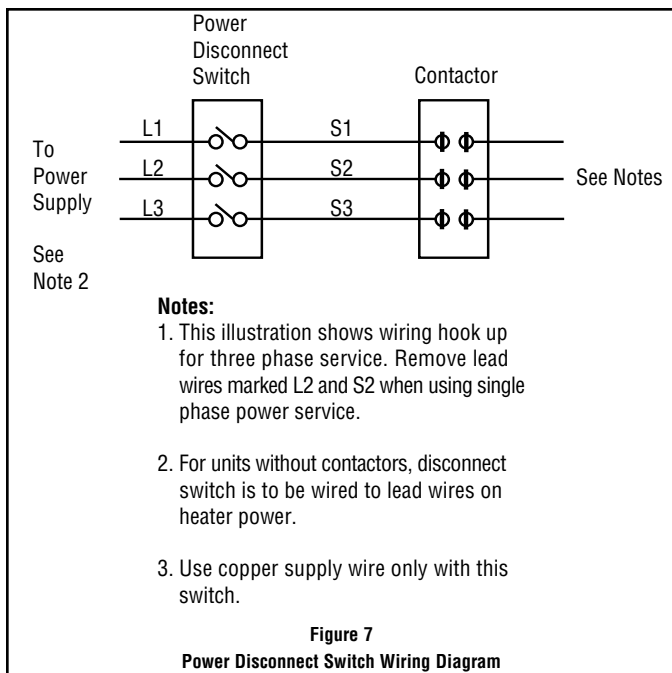 Power
Disconnect
Switch
Contactor
To
Power
Supply
See
Note 2
L1
S1
L2
S2
L3
S3
See Notes
Notes:
1. This illustration shows wiring hook up
for three phase service. Remove lead
wires marked L2 and S2 when using single
phase power service.
2. For units without contactors, disconnect
switch is to be wired to lead wires on
heater power.
3. Use copper supply wire only with this
switch.
Figure 7
Power Disconnect Switch Wiring Diagram